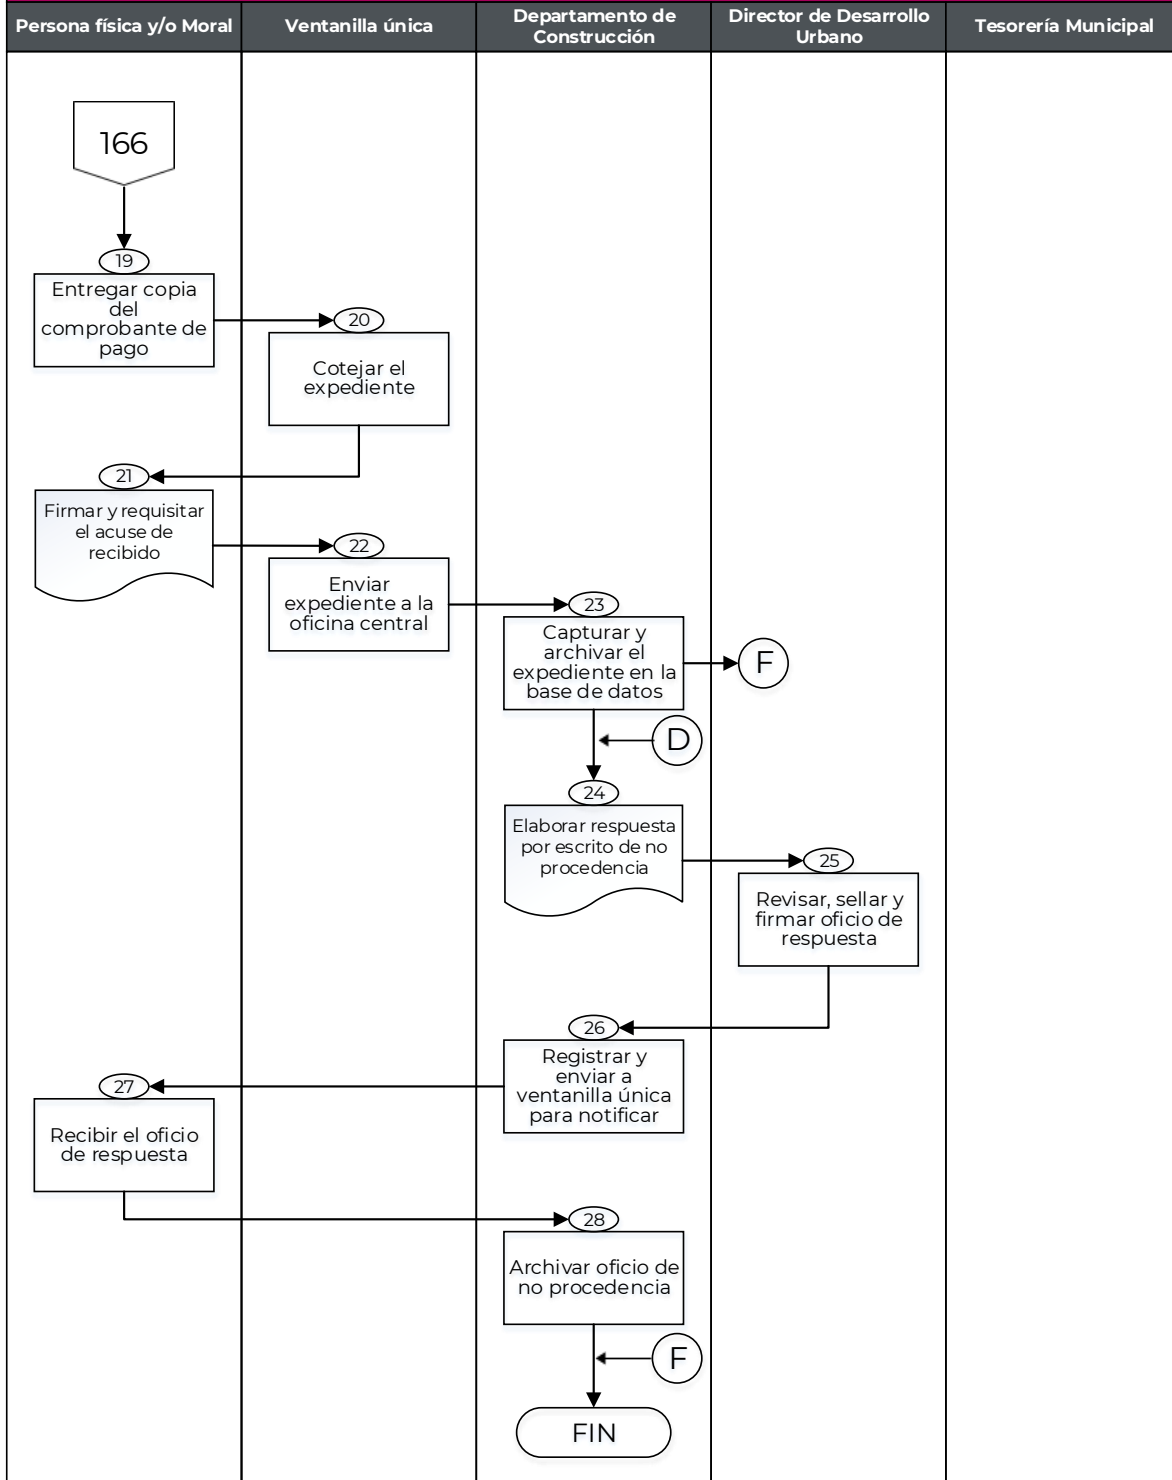 Persona física y/o Moral
Ventanilla única
Departamento de
Construcción
Director de Desarrollo
Urbano
Tesorería Municipal
166
19
Entregar copia
del
comprobante de
pago
20
Cotejar el
expediente
21
Firmar y requisitar
el acuse de
recibido
22
Enviar
expediente a la
oficina central
23
Capturar y
archivar el
expediente en la
base de datos
F
D
24
Elaborar respuesta
por escrito de no
procedencia
25
Revisar, sellar y
firmar oficio de
respuesta
26
Registrar y
enviar a
ventanilla única
para notificar
27
Recibir el oficio
de respuesta
28
Archivar oficio de
no procedencia
F
FIN